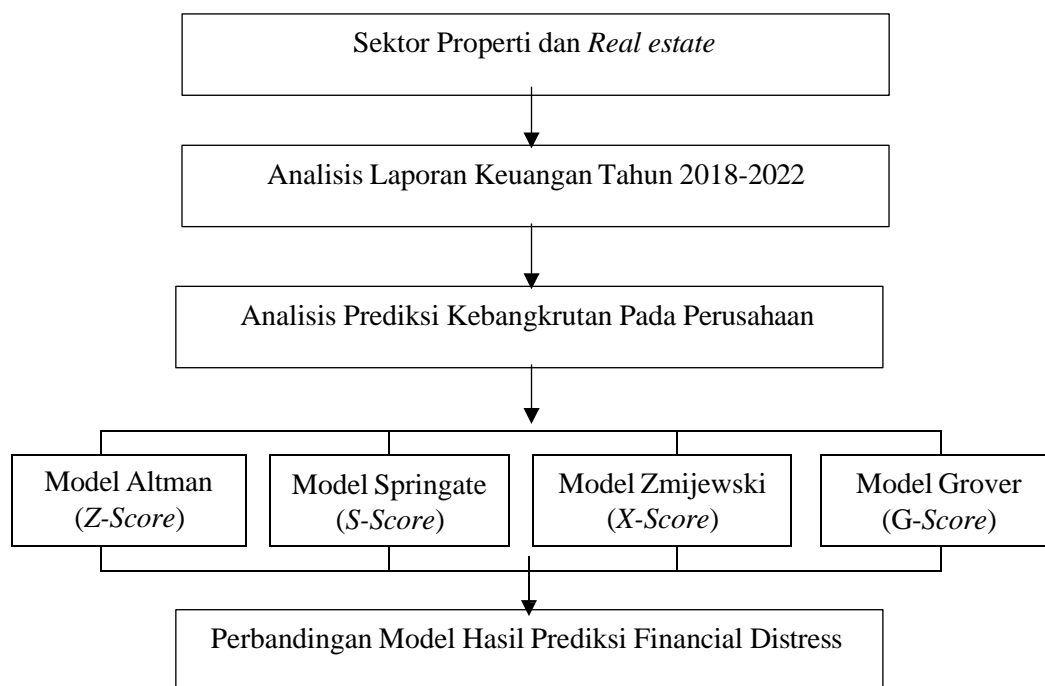 Sektor Properti dan Real estate
Analisis Laporan Keuangan Tahun 2018-2022
Analisis Prediksi Kebangkrutan Pada Perusahaan
Model Altman
(Z-Score)
Model Springate
(S-Score)
Model Zmijewski
(X-Score)
Model Grover
(G-Score)
Perbandingan Model Hasil Prediksi Financial Distress